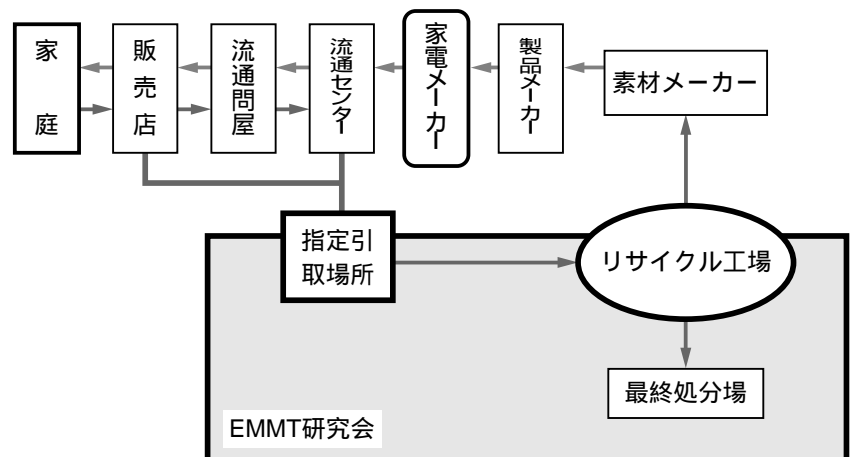 家庭
販売店
流通問屋
流通センター
家電メーカー
製品メーカー
素材メーカー
指定引
取場所
リサイクル工場
最終処分場
EMMT研究会